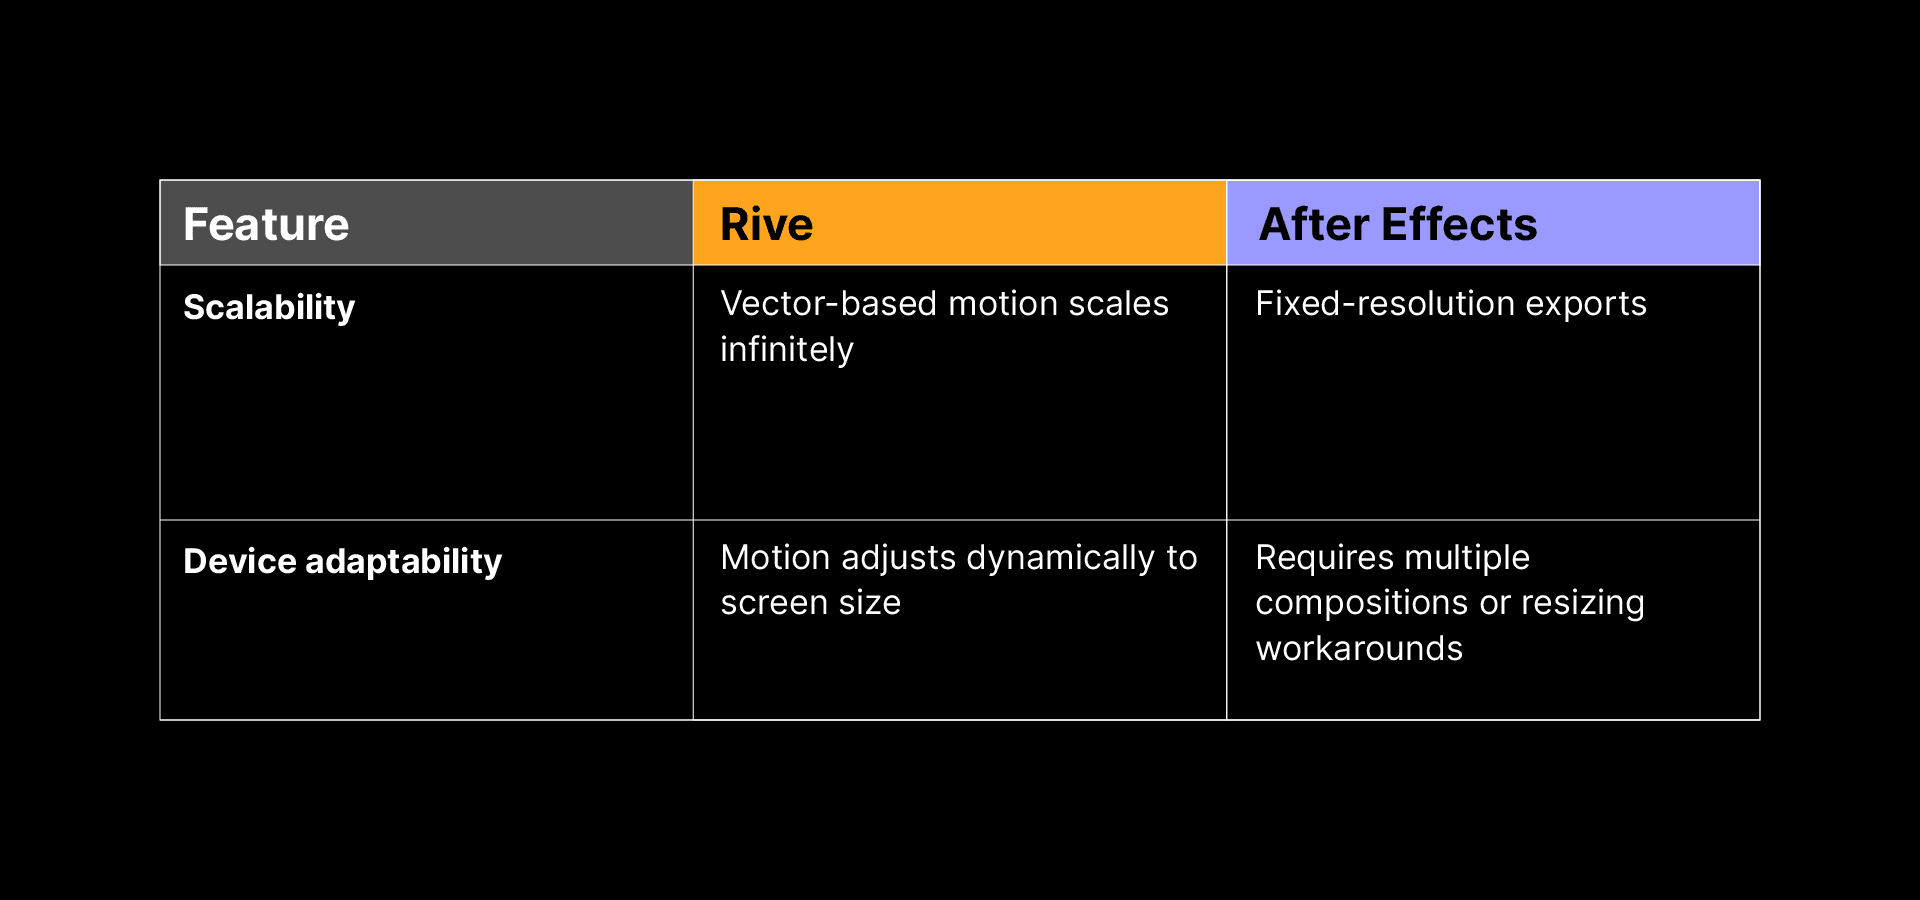 Feature
Rive
After Effects
Scalability
Vector-based motion scales
infinitely
Fixed-resolution exports
Device adaptability
Motion adjusts dynamically to
screen size
Requires multiple
compositions or resizing
workarounds